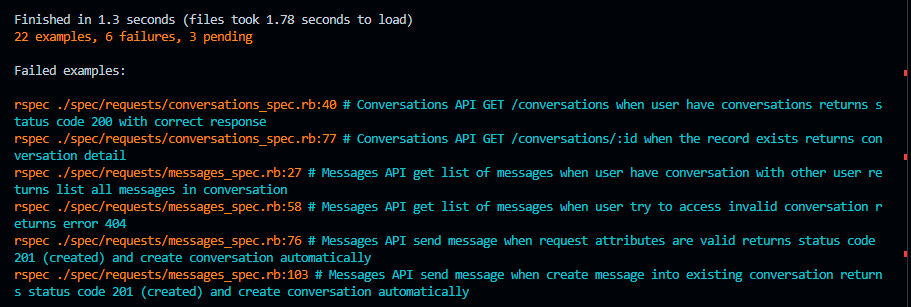 Finished in 1.3 seconds (files took 1.78 seconds to load)
22 examples, 6 failures, 3 pending
Failed examples:
rspec ./spec/requests/conversations_spec.rb:40 # Conversations API GET /conversations when user have conversations returns s
tatus code 200 with correct response
rspec ./spec/requests/conversations_spec.rb:77 # Conversations API GET /conversations/:id when the record exists returns con
versation detail
rspec ./spec/requests/messages_spec.rb:27 # Messages API get list of messages when user have conversation with other user re
turns list all messages in conversation
rspec ./spec/requests/messages_spec.rb:58 # Messages API get list of messages when user try to access invalid conversation r
eturns error 404
rspec ./spec/requests/messages_spec.rb:76 # Messages API send message when request attributes are valid returns status code
201 (created) and create conversation automatically
rspec ./spec/requests/messages_spec.rb:103 # Messages API send message when create message into existing conversation return
s status code 201 (created) and create conversation automatically